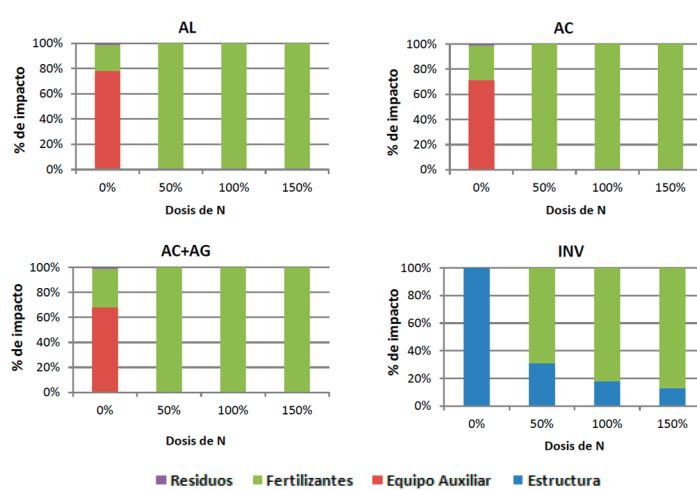 AL
% de impacto
100%
80%
60%
40%
20%
0%
0% 50% 100% 150%
Dosis de N
AC
% de impacto
100%
80%
60%
40%
20%
0%
0% 50% 100% 150%
Dosis de N
AC+AG
% de impacto
100%
80%
60%
40%
20%
0%
0% 50% 100% 150%
Dosis de N
INV
% de impacto
100%
80%
60%
40%
20%
0%
0% 50% 100% 150%
Dosis de N
Residuos Fertilizantes Equipo Auxiliar Estructura